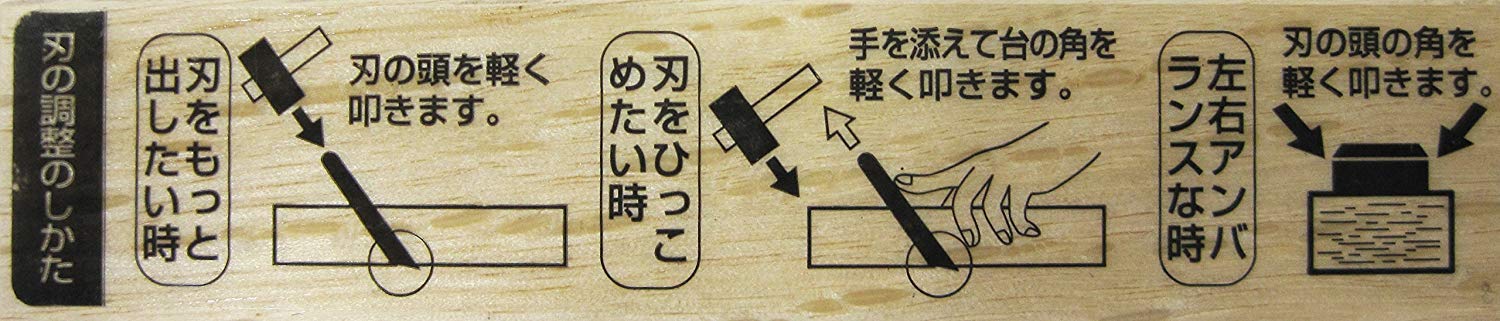 刃の調整のしかた
刃をもっと
出したい時
刃の頭を軽く
叩きます。
刃をひっこ
めたい時
手を添えて台の角を
軽く叩きます。
左右アンバ
ランスな時
刃の頭の角を
軽く叩きます。